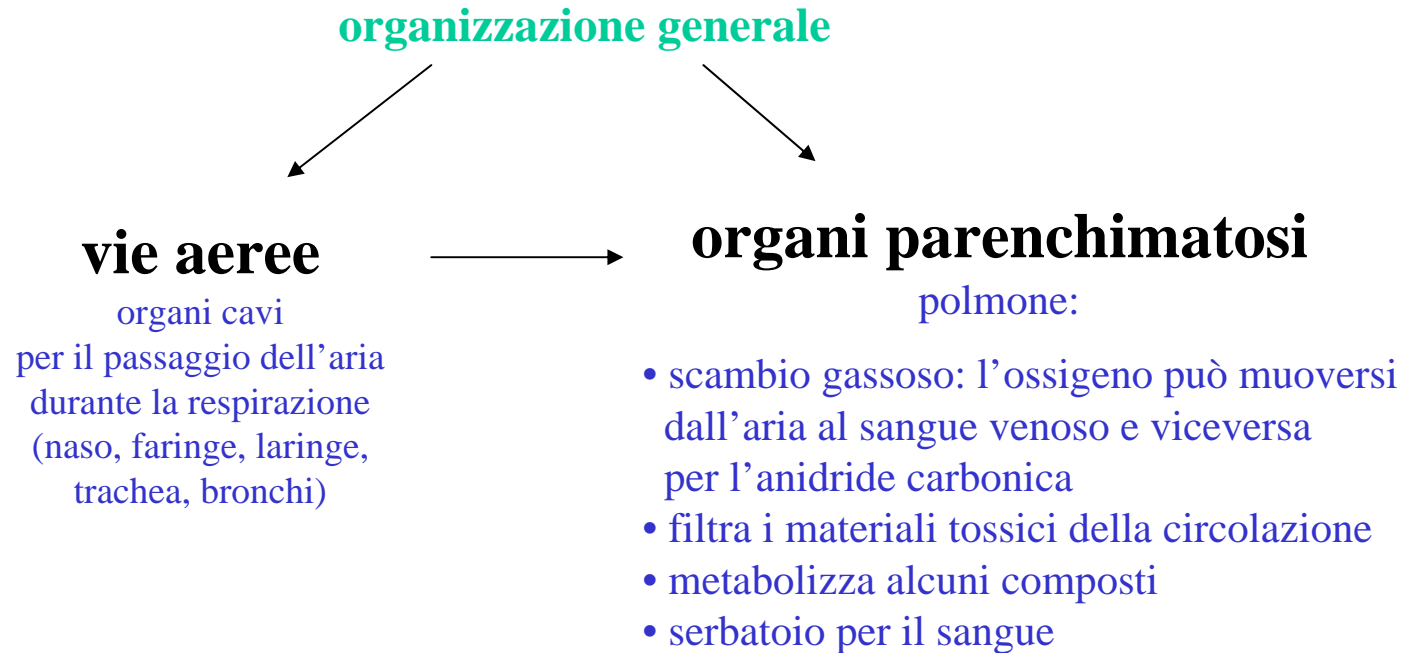 organizzazione generale
vie aeree
organi cavi
per il passaggio dell’aria
durante la respirazione
(naso, faringe, laringe,
trachea, bronchi)
organi parenchimatosi
polmone:
• scambio gassoso: l’ossigeno può muoversi
dall’aria al sangue venoso e viceversa
per l’anidride carbonica
• filtra i materiali tossici della circolazione
• metabolizza alcuni composti
• serbatoio per il sangue